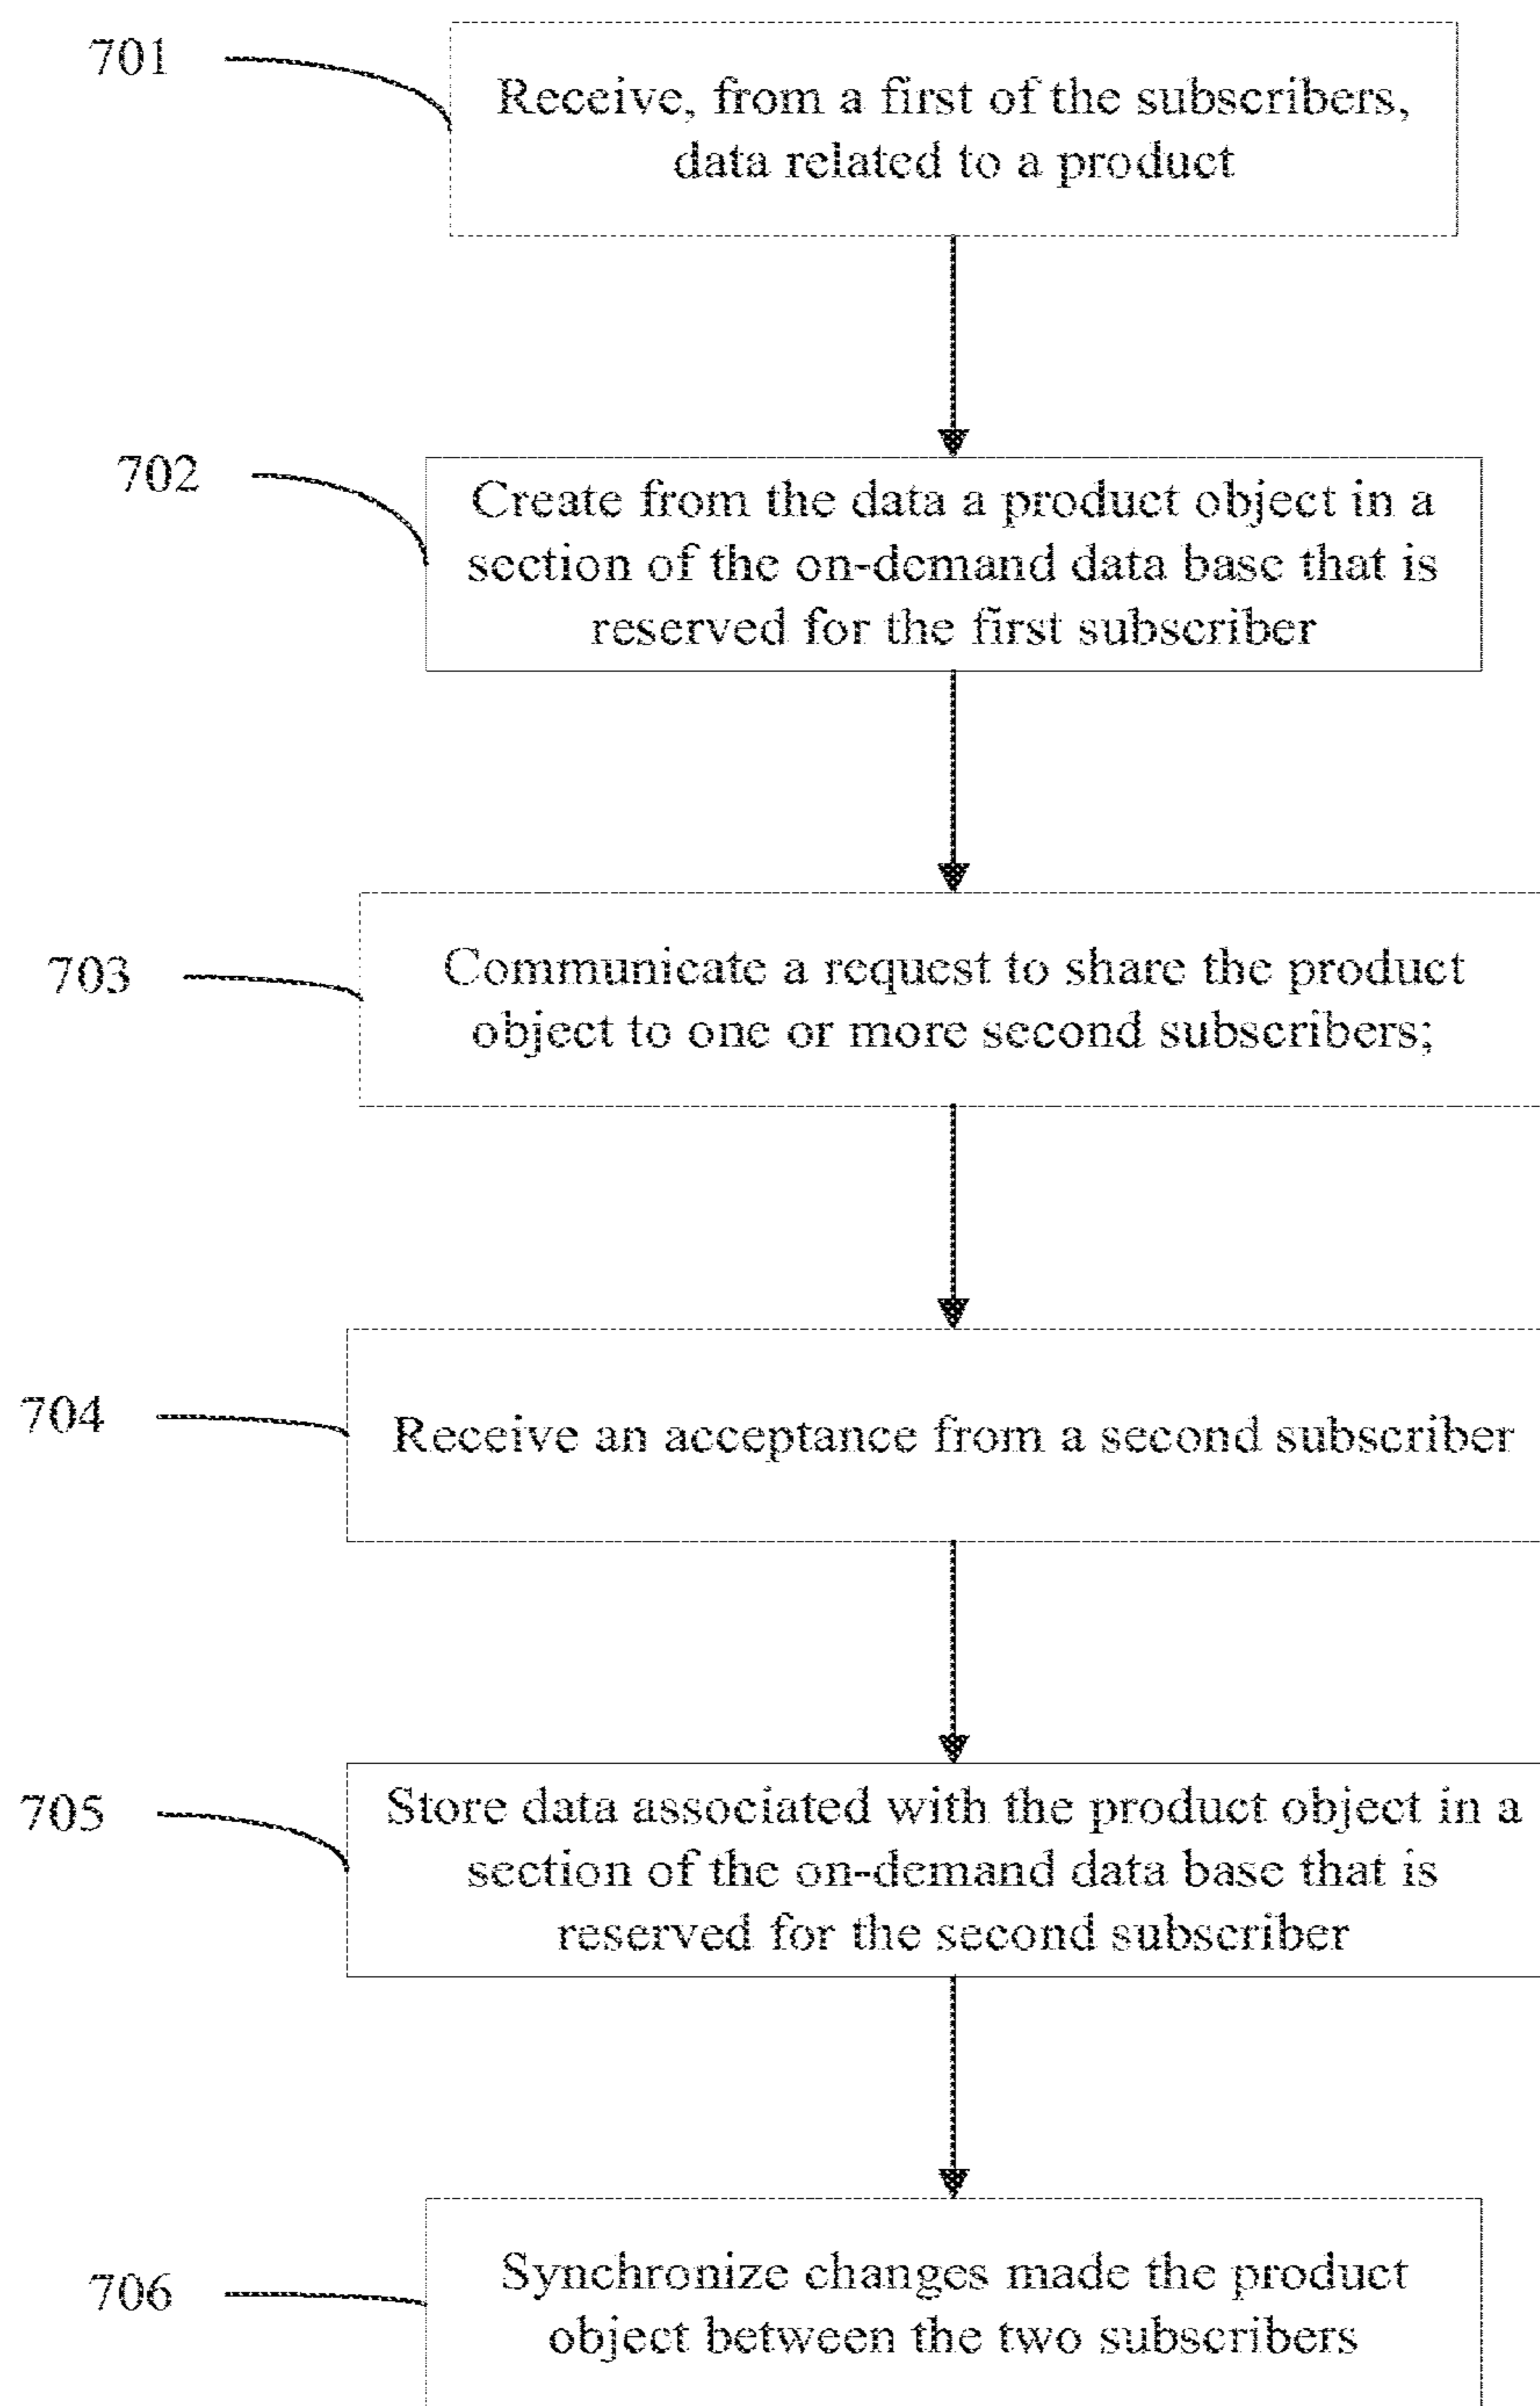 701
Receive, from a first of the subscribers,
data related to a product
702
Create from the data a product object in a
section of the on-demand data base that is
reserved for the first subscriber
703
Communicate a request to share the product
object to one or more second subscribers;
704
Receive an acceptance from a second subscriber
705
Store data associated with the product object in a
section of the on-demand data base that is
reserved for the second subscriber
706
Synchronize changes made the product
object between the two subscribers